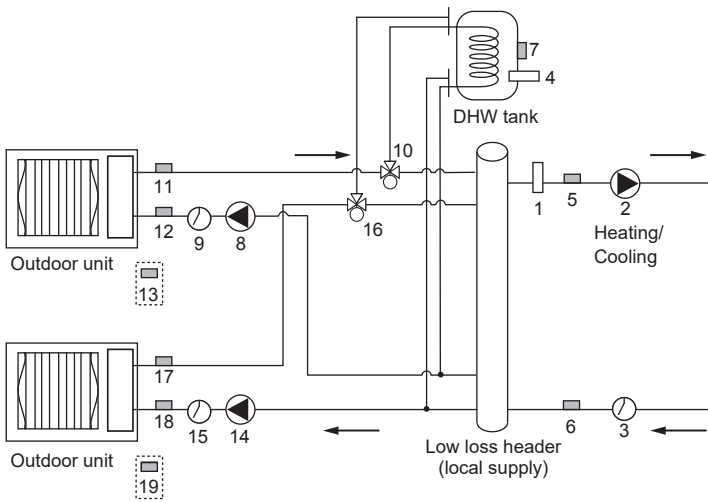 7
4
DHW tank
10
11
12
9
8
16
1
5
2
Heating/
Cooling
Outdoor unit
13
17
18
15
14
6
3
Low loss header
(local supply)
Outdoor unit
19